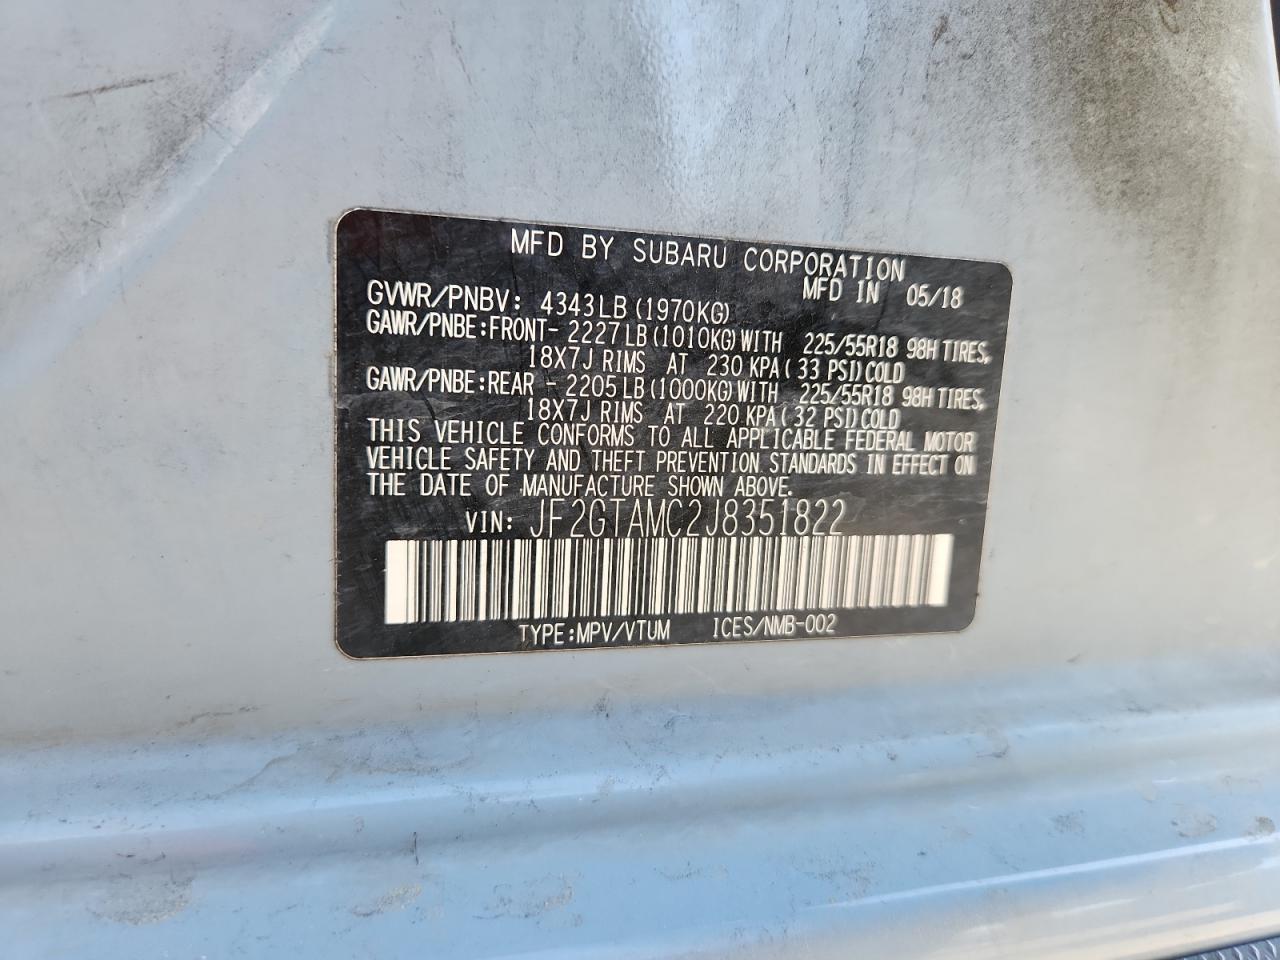 MFD BY SUBARU CORPORATION
MFD IN 05/18
GVWR/PNBV: 4343LB (1970KG)
GAWR/PNBE:FRONT- 2227LB (1010KG) WITH 225/55R18 98H TIRES,
18X7J RIMS AT 230 KPA ( 33 PSI) COLD
GAWR/PNBE:REAR - 2205LB (1000KG) WITH 225/55R18 98H TIRES,
18X7J RIMS AT 220 KPA ( 32 PSI) COLD
THIS VEHICLE CONFORMS TO ALL APPLICABLE FEDERAL MOTOR
VEHICLE SAFETY AND THEFT PREVENTION STANDARDS IN EFFECT ON
THE DATE OF MANUFACTURE SHOWN ABOVE.
VIN: JF2GTAMC2J8351822
TYPE:MPV/VTUM ICES/NMB-002